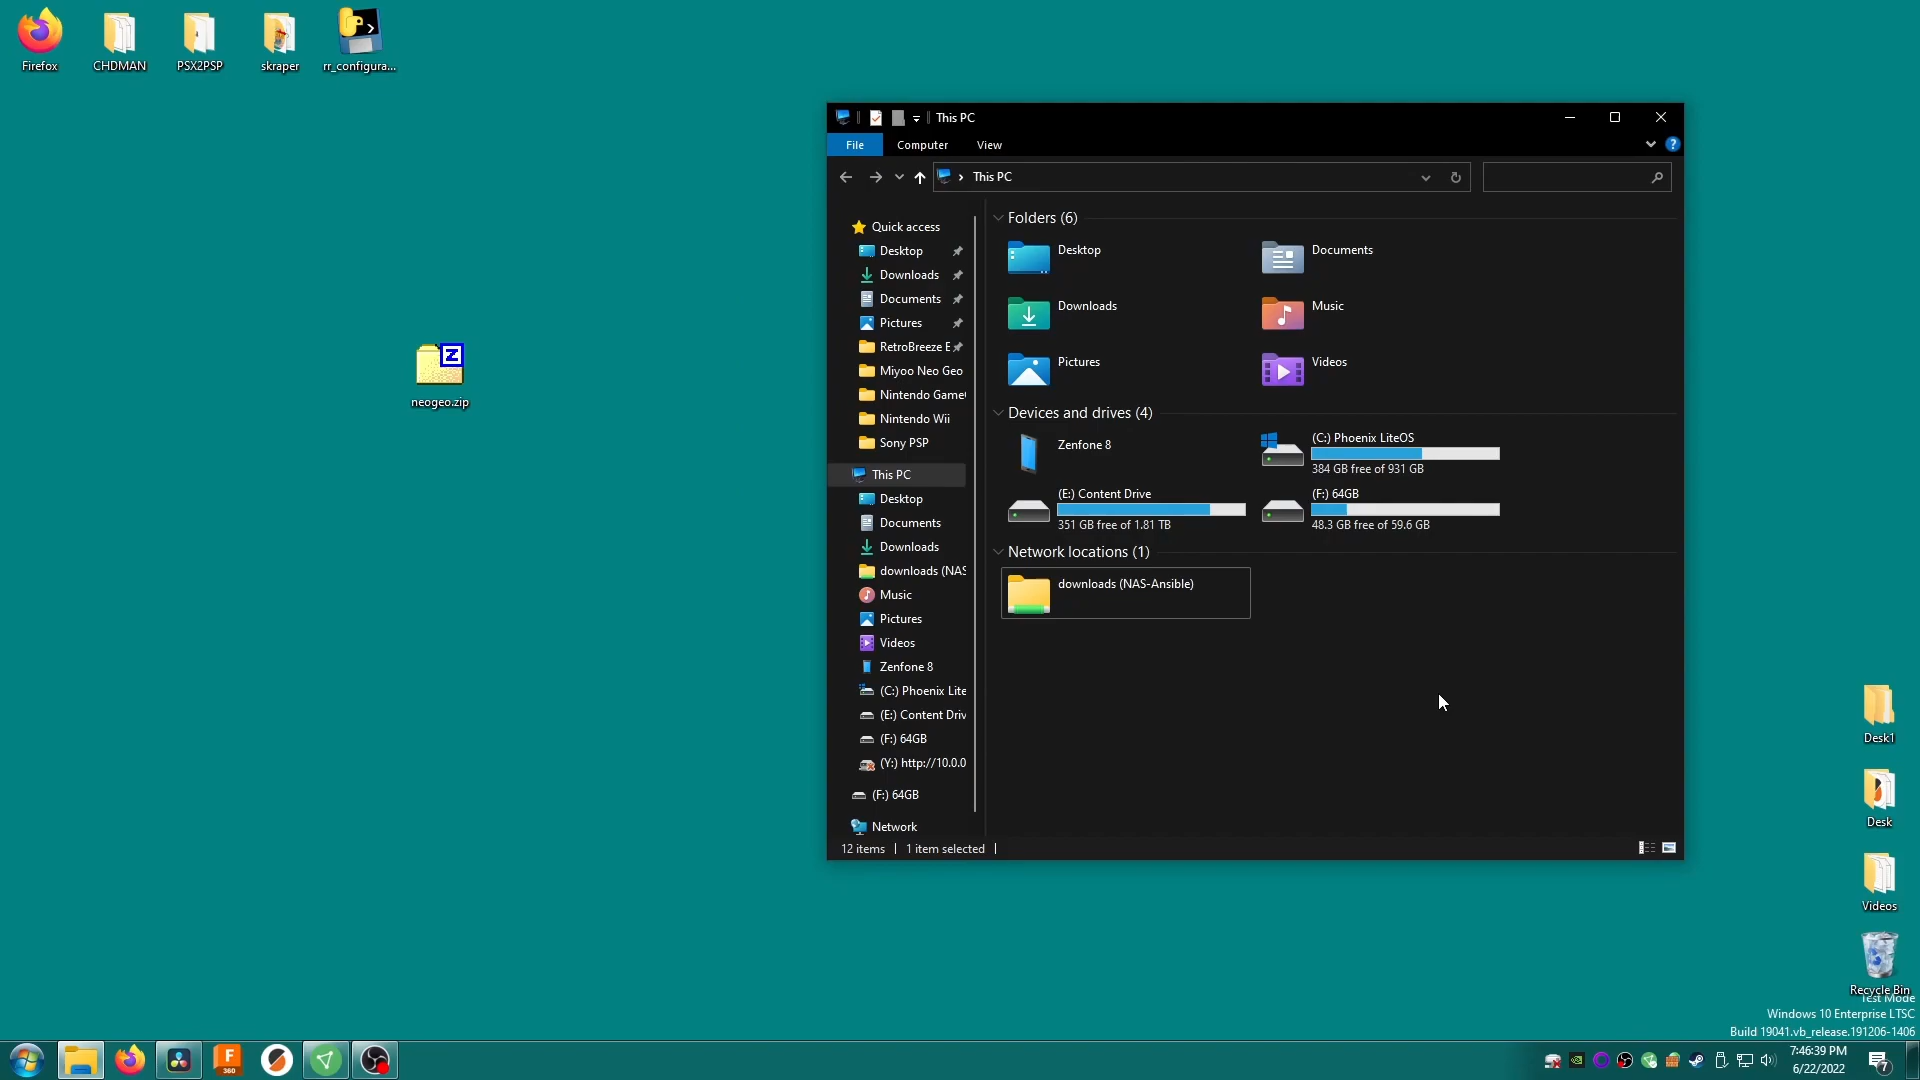 Firefox
CHDMAN
PSX2PSP
skraper
rr_configura...
neogeo.zip
This PC
File
Computer
View
This PC
Quick access
Desktop
Downloads
Documents
Pictures
RetroBreeze E
Miyoo Neo Geo
Nintendo Game
Nintendo Wii
Sony PSP
This PC
Desktop
Documents
Downloads
downloads (NAS
Music
Pictures
Videos
Zenfone 8
(C:) Phoenix Lite
(E:) Content Driv
(F:) 64GB
(Y:) http://10.0.0
(F:) 64GB
Network
Folders (6)
Desktop
Documents
Downloads
Music
Pictures
Videos
Devices and drives (4)
Zenfone 8
(C:) Phoenix LiteOS
384 GB free of 931 GB
(E:) Content Drive
351 GB free of 1.81 TB
(F:) 64GB
48.3 GB free of 59.6 GB
Network locations (1)
downloads (NAS-Ansible)
12 items
1 item selected
Desk1
Desk
Videos
Recycle Bin
Test Mode
Windows 10 Enterprise LTSC
Build 19041.vb_release.191206-1406
F
360
7:46:39 PM
6/22/2022
7